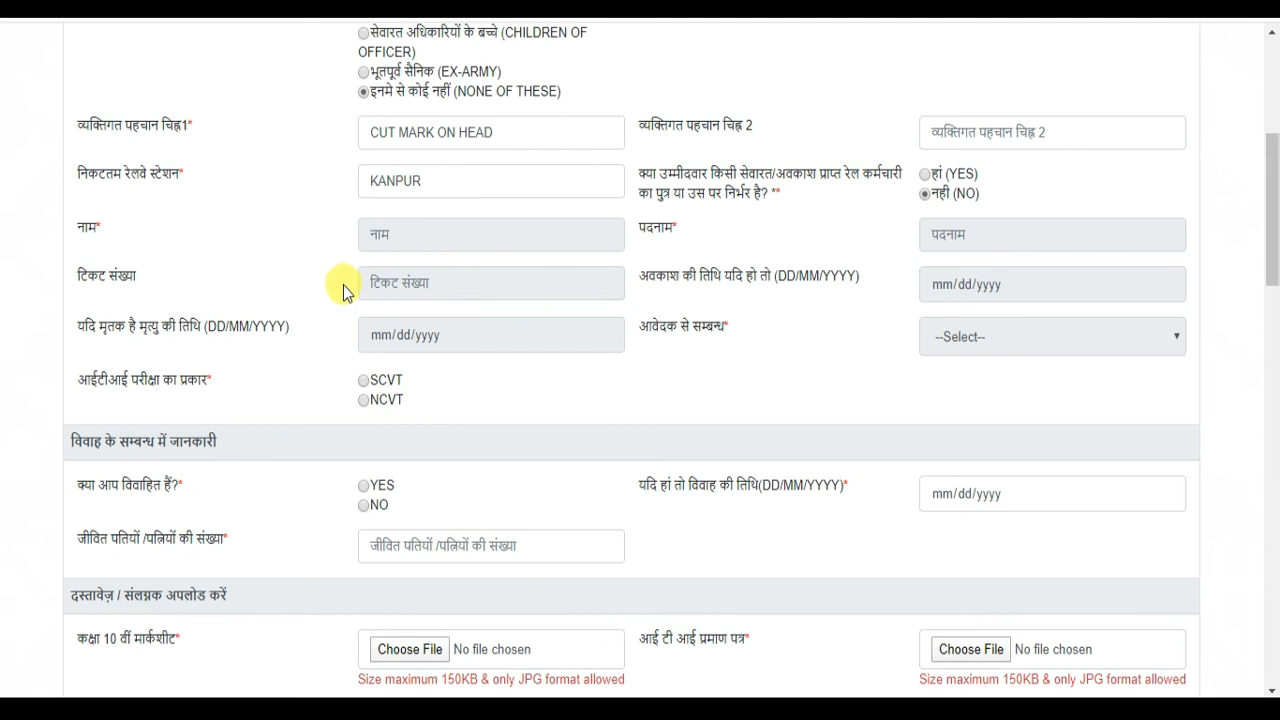 सेवारत अधिकारियों के बच्चे (CHILDREN OF
OFFICER)
भूतपूर्व सैनिक (EX-ARMY)
इनमे से कोई नहीं (NONE OF THESE)
व्यक्तिगत पहचान चिह्न1* CUT MARK ON HEAD व्यक्तिगत पहचान चिह्न 2 व्यक्तिगत पहचान चिह्न 2
निकटतम रेलवे स्टेशन* KANPUR क्या उम्मीदवार किसी सेवारत/अवकाश प्राप्त रेल कर्मचारी हां (YES)
का पुत्र या उस पर निर्भर है? ** नही (NO)
नाम* नाम पदनाम* पदनाम
टिकट संख्या टिकट संख्या अवकाश की तिथि यदि हो तो (DD/MM/YYYY) mm/dd/yyyy
यदि मृतक है मृत्यु की तिथि (DD/MM/YYYY) mm/dd/yyyy आवेदक से सम्बन्ध* --Select--
आईटीआई परीक्षा का प्रकार* SCVT
NCVT
विवाह के सम्बन्ध में जानकारी
क्या आप विवाहित हैं?* YES यदि हां तो विवाह की तिथि(DD/MM/YYYY)* mm/dd/yyyy
NO
जीवित पतियों /पत्नियों की संख्या* जीवित पतियों /पत्नियों की संख्या
दस्तावेज़ / संलग्नक अपलोड करें
कक्षा 10 वीं मार्कशीट* Choose File No file chosen आई टी आई प्रमाण पत्र* Choose File No file chosen
Size maximum 150KB & only JPG format allowed Size maximum 150KB & only JPG format allowed